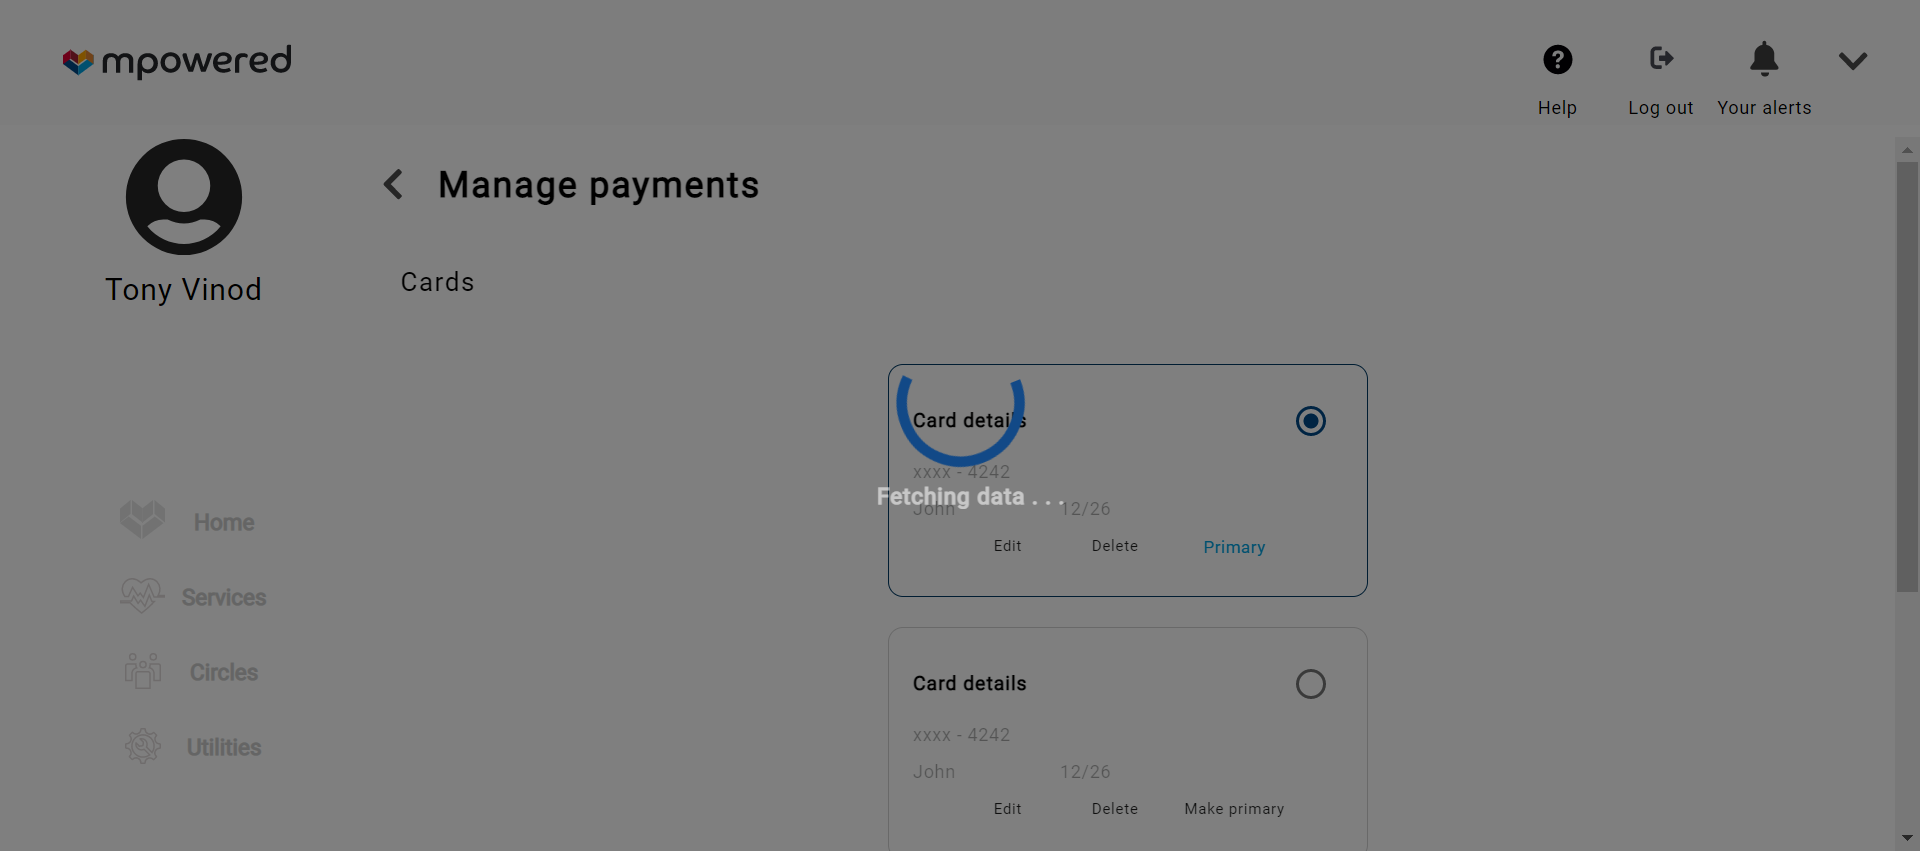 mpowered
Help
Log out
Your alerts
Tony Vinod
Manage payments
Cards
Home
Services
Circles
Utilities
Card details
xxxx - 4242
Fetching data . . .
John 12/26
Edit Delete Primary
Card details
xxxx - 4242
John 12/26
Edit Delete Make primary